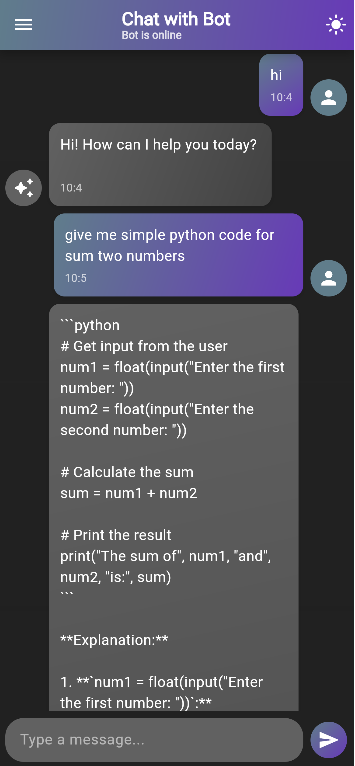 Chat with Bot
Bot is online
hi
10:4
Hi! How can I help you today?
10:4
give me simple python code for
sum two numbers
10:5
```python
# Get input from the user
num1 = float(input("Enter the first
number: "))
num2 = float(input("Enter the
second number: "))
# Calculate the sum
sum = num1 + num2
# Print the result
print("The sum of", num1, "and",
num2, "is:", sum)
```
**Explanation:**
1. **`num1 = float(input("Enter
the first number: "))`:**
Type a message...